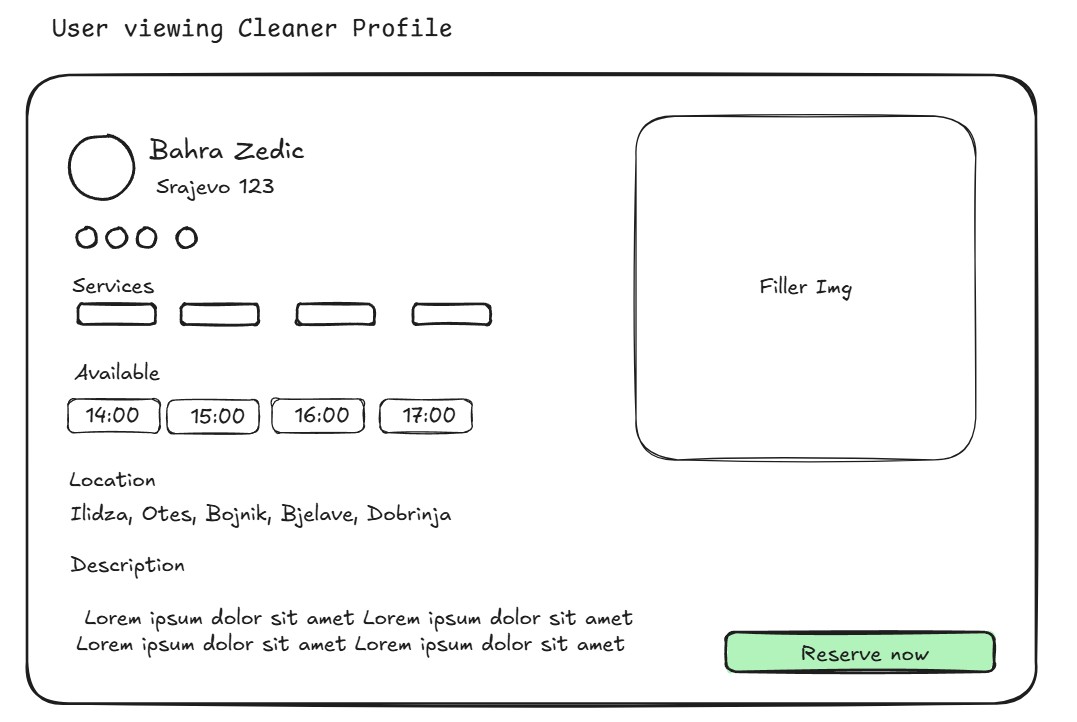 User viewing Cleaner Profile
Bahra Zedic
Srajevo 123
Services
Available
14:00 15:00 16:00 17:00
Location
Ilidza, Otes, Bojnik, Bjelave, Dobrinja
Description
Lorem ipsum dolor sit amet Lorem ipsum dolor sit amet
Lorem ipsum dolor sit amet Lorem ipsum dolor sit amet
Filler Img
Reserve now